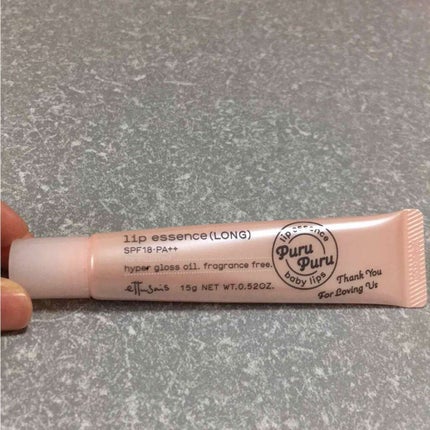 lip essence(LONG)
SPF18·PA++
hyper gloss oil. fragrance free.
ettusais
15g NET WT.0.52OZ.
lip essence
Puru
Puru
baby lips
Thank You
For Loving Us